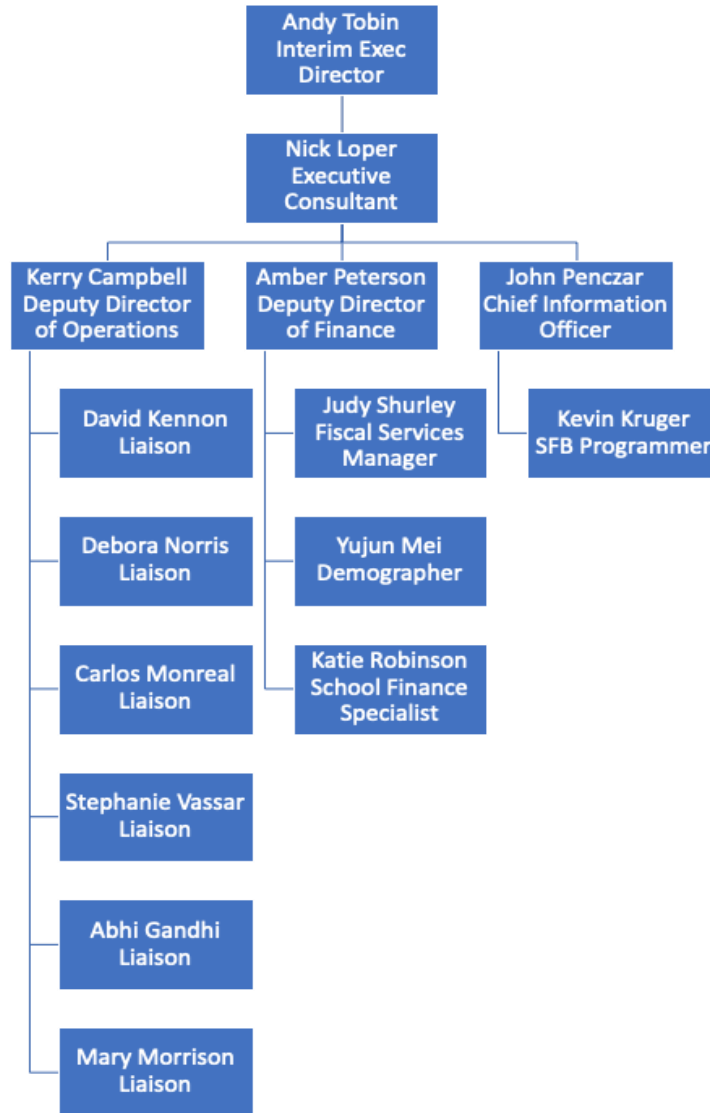 Andy Tobin
Interim Exec
Director
Nick Loper
Executive
Consultant
Kerry Campbell
Deputy Director
of Operations
Amber Peterson
Deputy Director
of Finance
John Penczar
Chief Information
Officer
David Kennon
Liaison
Judy Shurley
Fiscal Services
Manager
Kevin Kruger
SFB Programmer
Debora Norris
Liaison
Yujun Mei
Demographer
Carlos Monreal
Liaison
Katie Robinson
School Finance
Specialist
Stephanie Vassar
Liaison
Abhi Gandhi
Liaison
Mary Morrison
Liaison